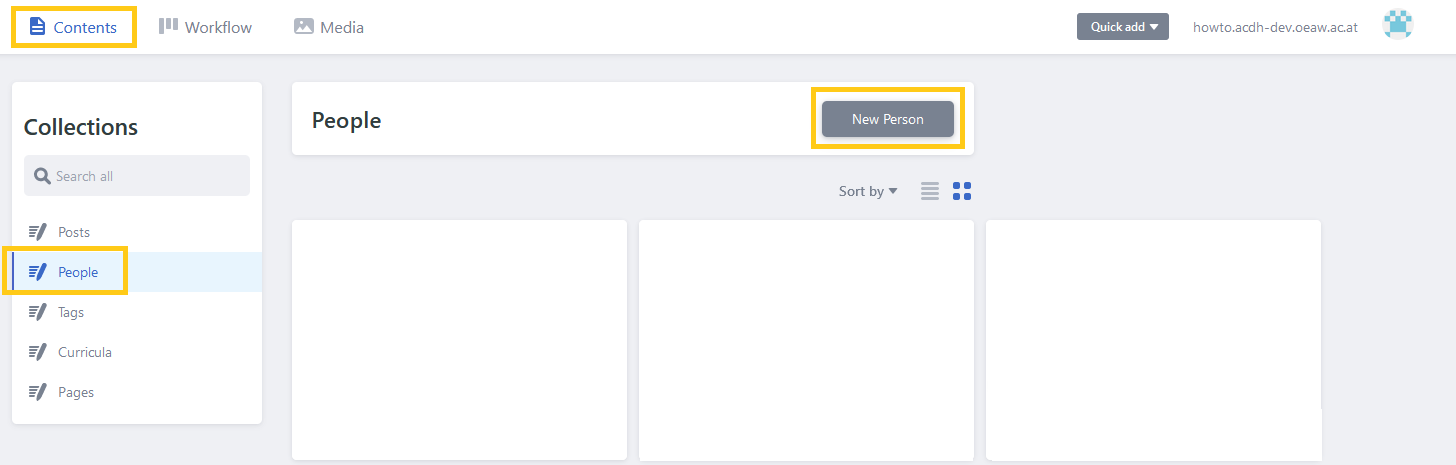 Contents Workflow Media Quick add howto.acdh-dev.oeaw.ac.at
Collections
Search all
Posts
People
Tags
Curricula
Pages
People New Person
Sort by